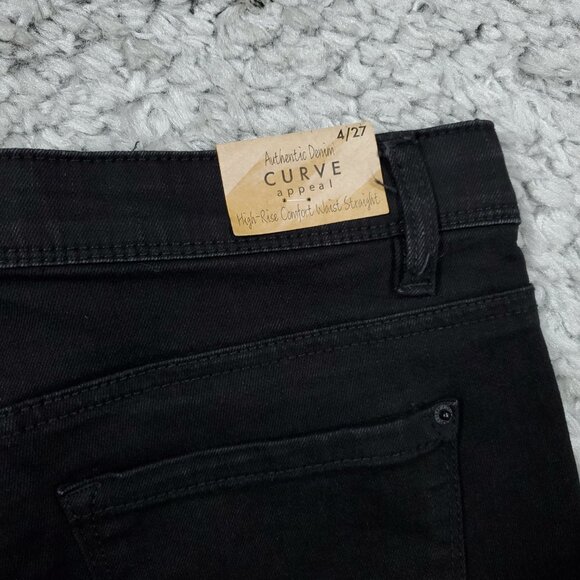 4/27
Authentic Denim
CURVE
appeal
High-Rise Comfort Waist Straight